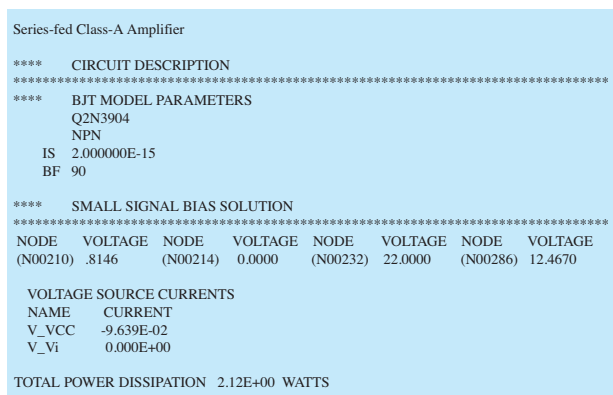 Series-fed Class-A Amplifier
**** CIRCUIT DESCRIPTION
******************************************************************************
**** BJT MODEL PARAMETERS
Q2N3904
NPN
IS 2.000000E-15
BF 90
**** SMALL SIGNAL BIAS SOLUTION
******************************************************************************
NODE VOLTAGE NODE VOLTAGE NODE VOLTAGE NODE VOLTAGE
(N00210) .8146 (N00214) 0.0000 (N00232) 22.0000 (N00286) 12.4670
VOLTAGE SOURCE CURRENTS
NAME CURRENT
V_VCC -9.639E-02
V_Vi 0.000E+00
TOTAL POWER DISSIPATION 2.12E+00 WATTS